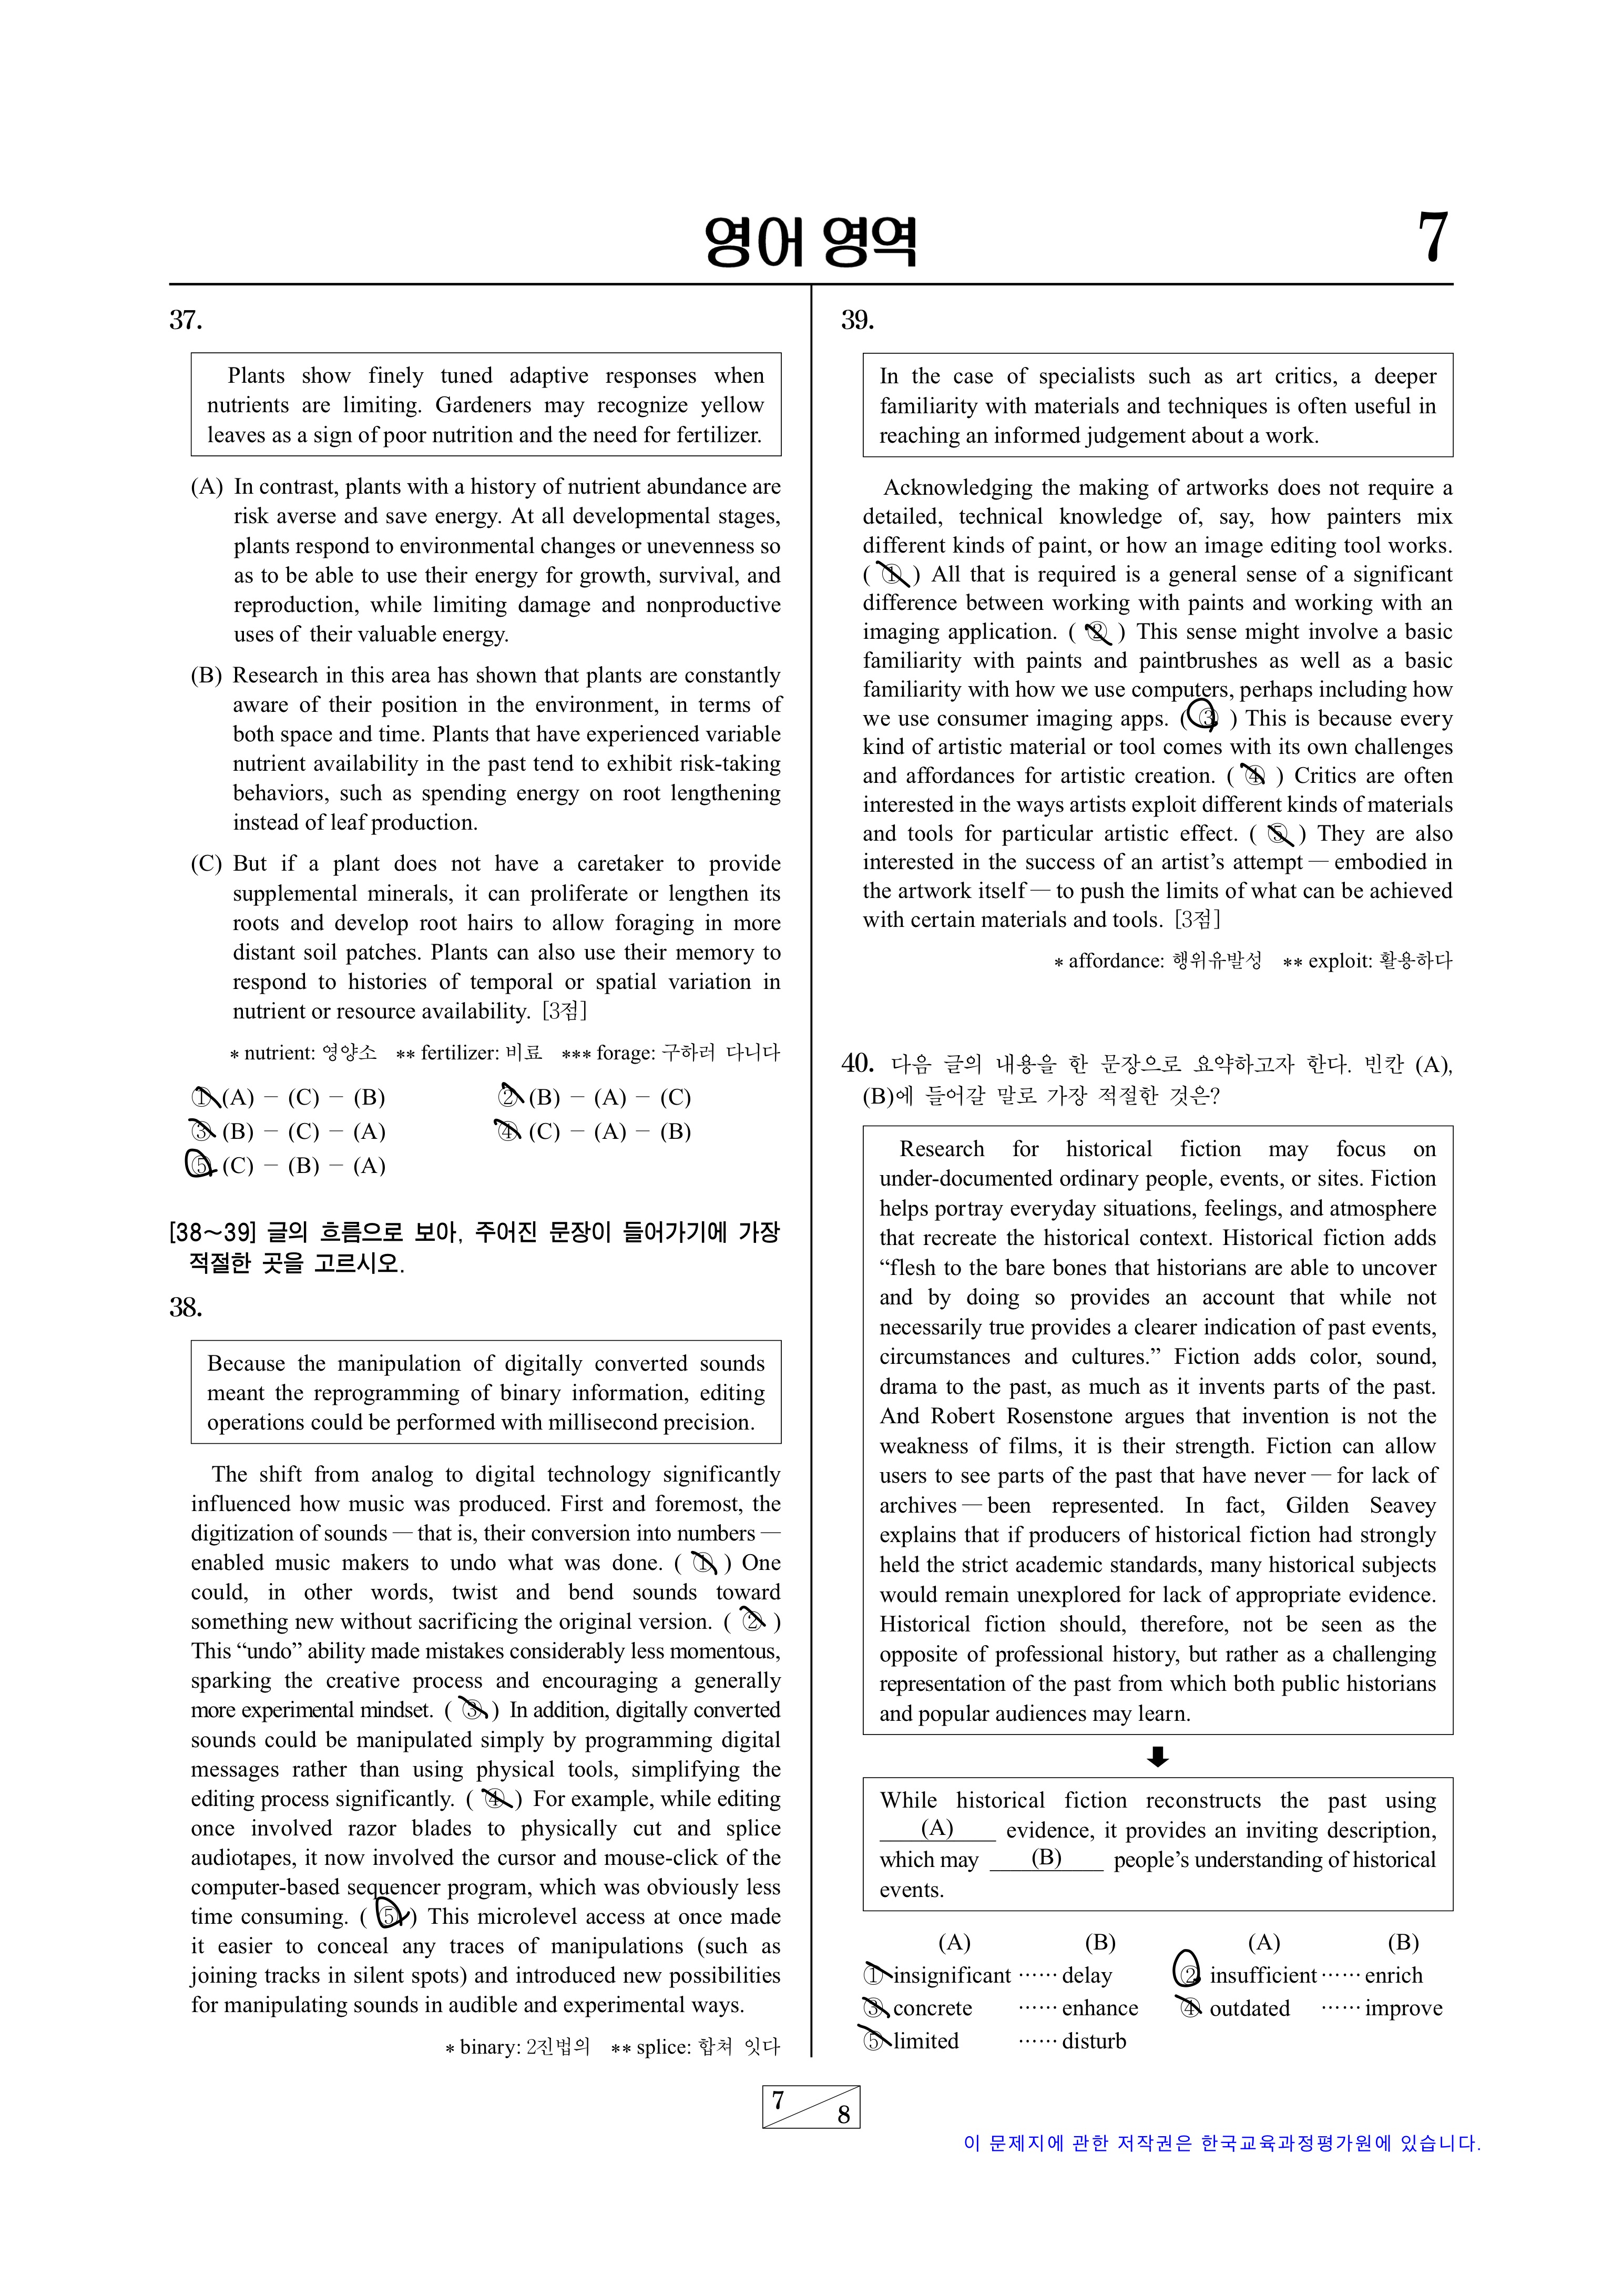 영어 영역
7
37.
Plants show finely tuned adaptive responses when
nutrients are limiting. Gardeners may recognize yellow
leaves as a sign of poor nutrition and the need for fertilizer.
(A) In contrast, plants with a history of nutrient abundance are
risk averse and save energy. At all developmental stages,
plants respond to environmental changes or unevenness so
as to be able to use their energy for growth, survival, and
reproduction, while limiting damage and nonproductive
uses of their valuable energy.
(B) Research in this area has shown that plants are constantly
aware of their position in the environment, in terms of
both space and time. Plants that have experienced variable
nutrient availability in the past tend to exhibit risk-taking
behaviors, such as spending energy on root lengthening
instead of leaf production.
(C) But if a plant does not have a caretaker to provide
supplemental minerals, it can proliferate or lengthen its
roots and develop root hairs to allow foraging in more
distant soil patches. Plants can also use their memory to
respond to histories of temporal or spatial variation in
nutrient or resource availability. [3점]
* nutrient: 영양소 ** fertilizer: 비료 *** forage: 구하러 다니다
① (A) － (C) － (B) ② (B) － (A) － (C)
③ (B) － (C) － (A) ④ (C) － (A) － (B)
⑤ (C) － (B) － (A)
[38～39] 글의 흐름으로 보아, 주어진 문장이 들어가기에 가장
적절한 곳을 고르시오.
38.
Because the manipulation of digitally converted sounds
meant the reprogramming of binary information, editing
operations could be performed with millisecond precision.
The shift from analog to digital technology significantly
influenced how music was produced. First and foremost, the
digitization of sounds — that is, their conversion into numbers —
enabled music makers to undo what was done. ( ① ) One
could, in other words, twist and bend sounds toward
something new without sacrificing the original version. ( ② )
This “undo” ability made mistakes considerably less momentous,
sparking the creative process and encouraging a generally
more experimental mindset. ( ③ ) In addition, digitally converted
sounds could be manipulated simply by programming digital
messages rather than using physical tools, simplifying the
editing process significantly. ( ④ ) For example, while editing
once involved razor blades to physically cut and splice
audiotapes, it now involved the cursor and mouse-click of the
computer-based sequencer program, which was obviously less
time consuming. ( ⑤ ) This microlevel access at once made
it easier to conceal any traces of manipulations (such as
joining tracks in silent spots) and introduced new possibilities
for manipulating sounds in audible and experimental ways.
* binary: 2진법의 ** splice: 합쳐 잇다
39.
In the case of specialists such as art critics, a deeper
familiarity with materials and techniques is often useful in
reaching an informed judgement about a work.
Acknowledging the making of artworks does not require a
detailed, technical knowledge of, say, how painters mix
different kinds of paint, or how an image editing tool works.
( ① ) All that is required is a general sense of a significant
difference between working with paints and working with an
imaging application. ( ② ) This sense might involve a basic
familiarity with paints and paintbrushes as well as a basic
familiarity with how we use computers, perhaps including how
we use consumer imaging apps. ( ③ ) This is because every
kind of artistic material or tool comes with its own challenges
and affordances for artistic creation. ( ④ ) Critics are often
interested in the ways artists exploit different kinds of materials
and tools for particular artistic effect. ( ⑤ ) They are also
interested in the success of an artist’s attempt — embodied in
the artwork itself — to push the limits of what can be achieved
with certain materials and tools. [3점]
* affordance: 행위유발성 ** exploit: 활용하다
40. 다음 글의 내용을 한 문장으로 요약하고자 한다. 빈칸 (A),
(B)에 들어갈 말로 가장 적절한 것은?
Research for historical fiction may focus on
under-documented ordinary people, events, or sites. Fiction
helps portray everyday situations, feelings, and atmosphere
that recreate the historical context. Historical fiction adds
“flesh to the bare bones that historians are able to uncover
and by doing so provides an account that while not
necessarily true provides a clearer indication of past events,
circumstances and cultures.” Fiction adds color, sound,
drama to the past, as much as it invents parts of the past.
And Robert Rosenstone argues that invention is not the
weakness of films, it is their strength. Fiction can allow
users to see parts of the past that have never — for lack of
archives — been represented. In fact, Gilden Seavey
explains that if producers of historical fiction had strongly
held the strict academic standards, many historical subjects
would remain unexplored for lack of appropriate evidence.
Historical fiction should, therefore, not be seen as the
opposite of professional history, but rather as a challenging
representation of the past from which both public historians
and popular audiences may learn.
While historical fiction reconstructs the past using
(A) evidence, it provides an inviting description,
which may (B) people’s understanding of historical
events.
(A) (B) (A) (B)
① insignificant …… delay ② insufficient …… enrich
③ concrete …… enhance ④ outdated …… improve
⑤ limited …… disturb
7
8
이 문제지에 관한 저작권은 한국교육과정평가원에 있습니다.